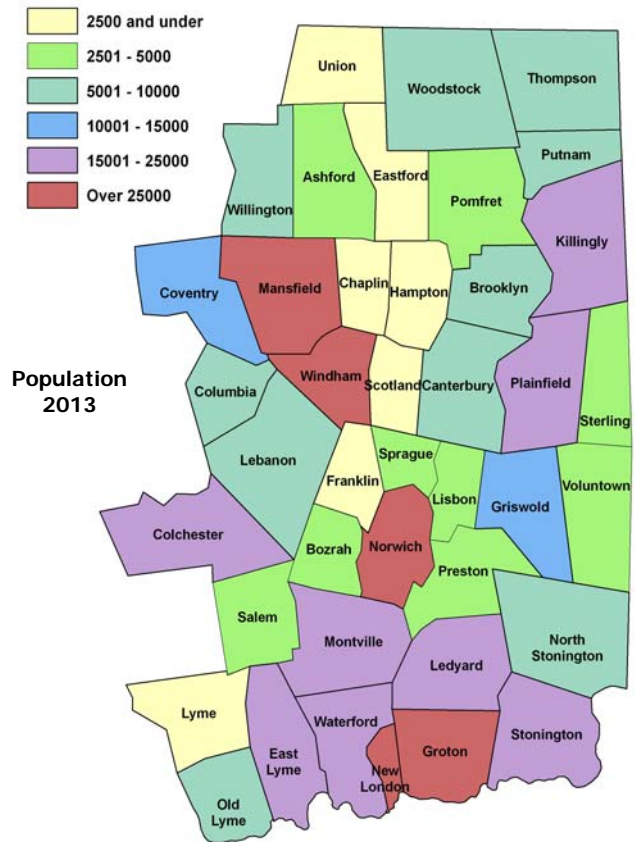 2500 and under
2501 - 5000
5001 - 10000
10001 - 15000
15001 - 25000
Over 25000
Population
2013
Union
Woodstock
Thompson
Putnam
Ashford
Eastford
Pomfret
Willington
Killingly
Coventry
Mansfield
Chaplin
Hampton
Brooklyn
Windham
Scotland
Canterbury
Plainfield
Columbia
Sterling
Lebanon
Sprague
Franklin
Lisbon
Griswold
Voluntown
Colchester
Bozrah
Norwich
Preston
Salem
Montville
Ledyard
North
Stonington
Lyme
Waterford
Stonington
East
Lyme
New
London
Groton
Old
Lyme